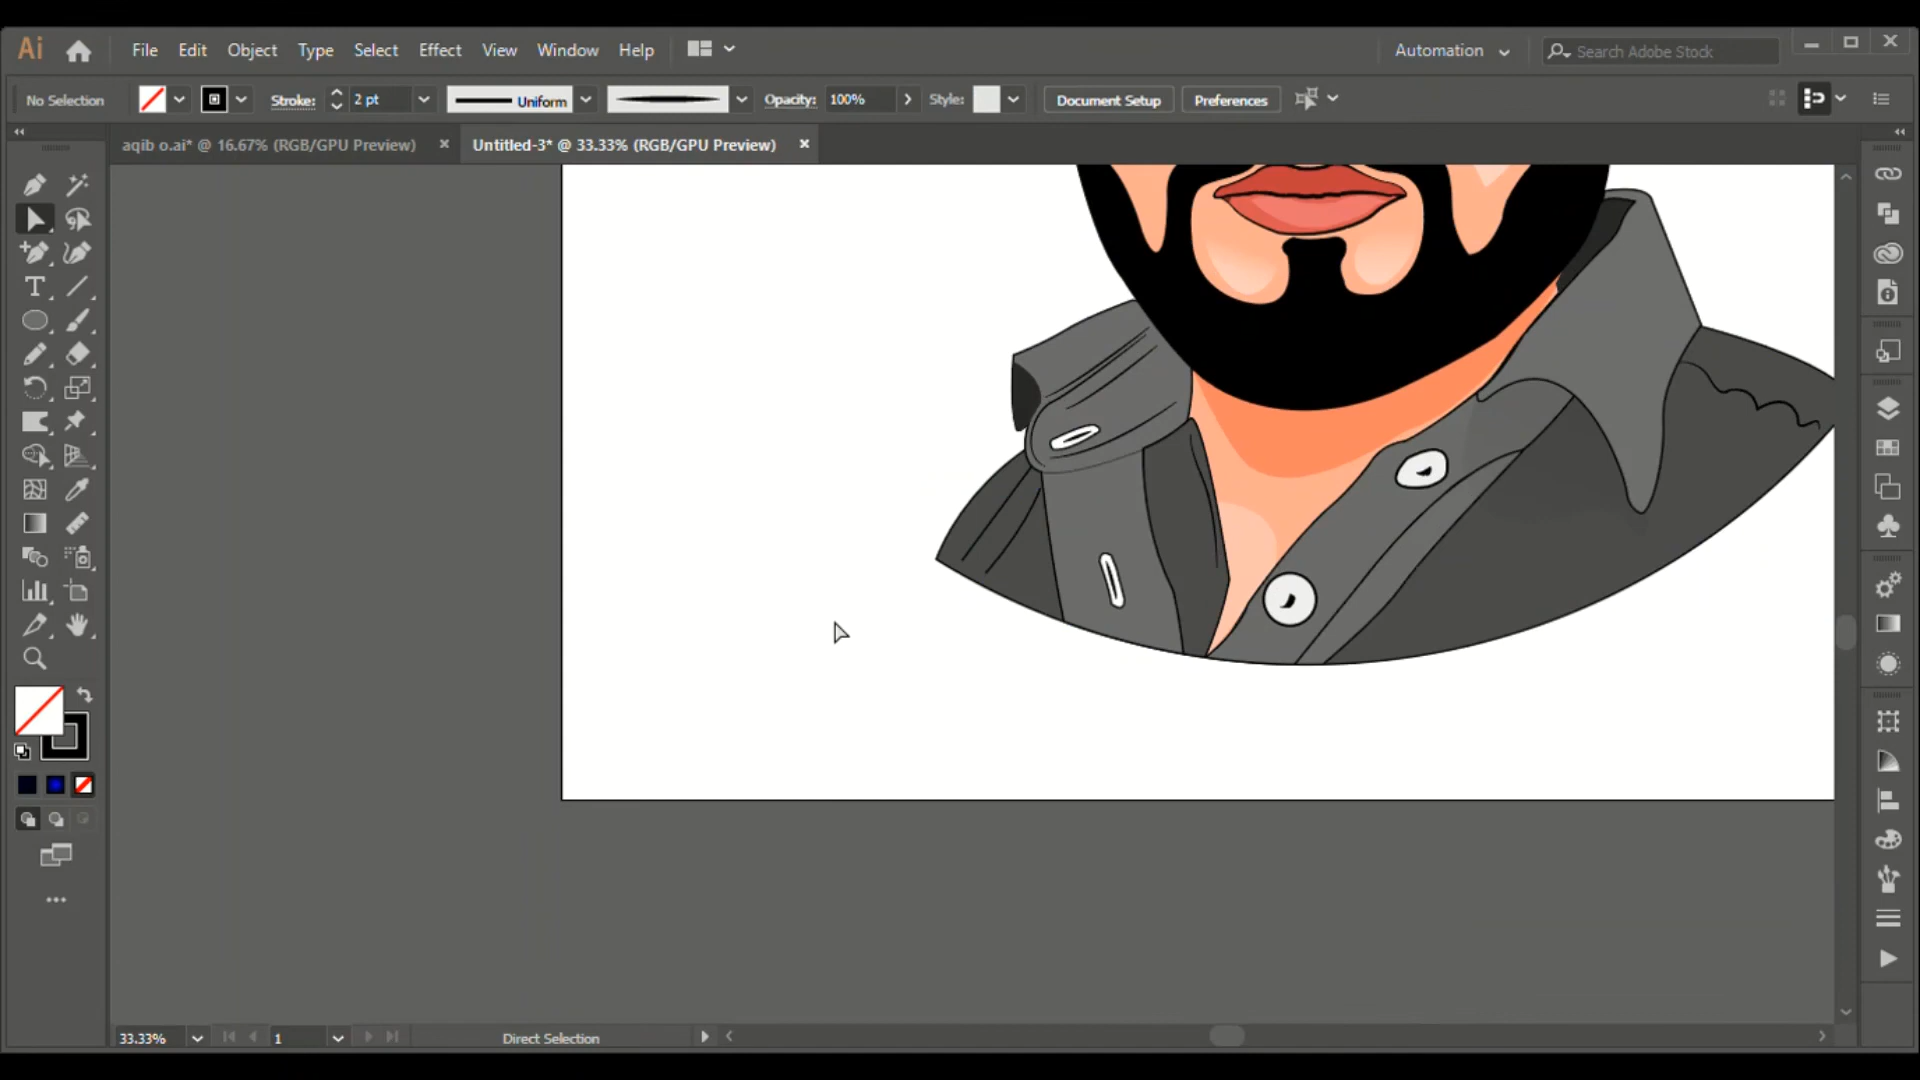 Ai File Edit Object Type Select Effect View Window Help Automation Search Adobe Stock
No Selection Stroke: 2 pt Uniform Opacity: 100% Style: Document Setup Preferences
aqib o.ai* @ 16.67% (RGB/GPU Preview) Untitled-3* @ 33.33% (RGB/GPU Preview)
33.33% 1 Direct Selection